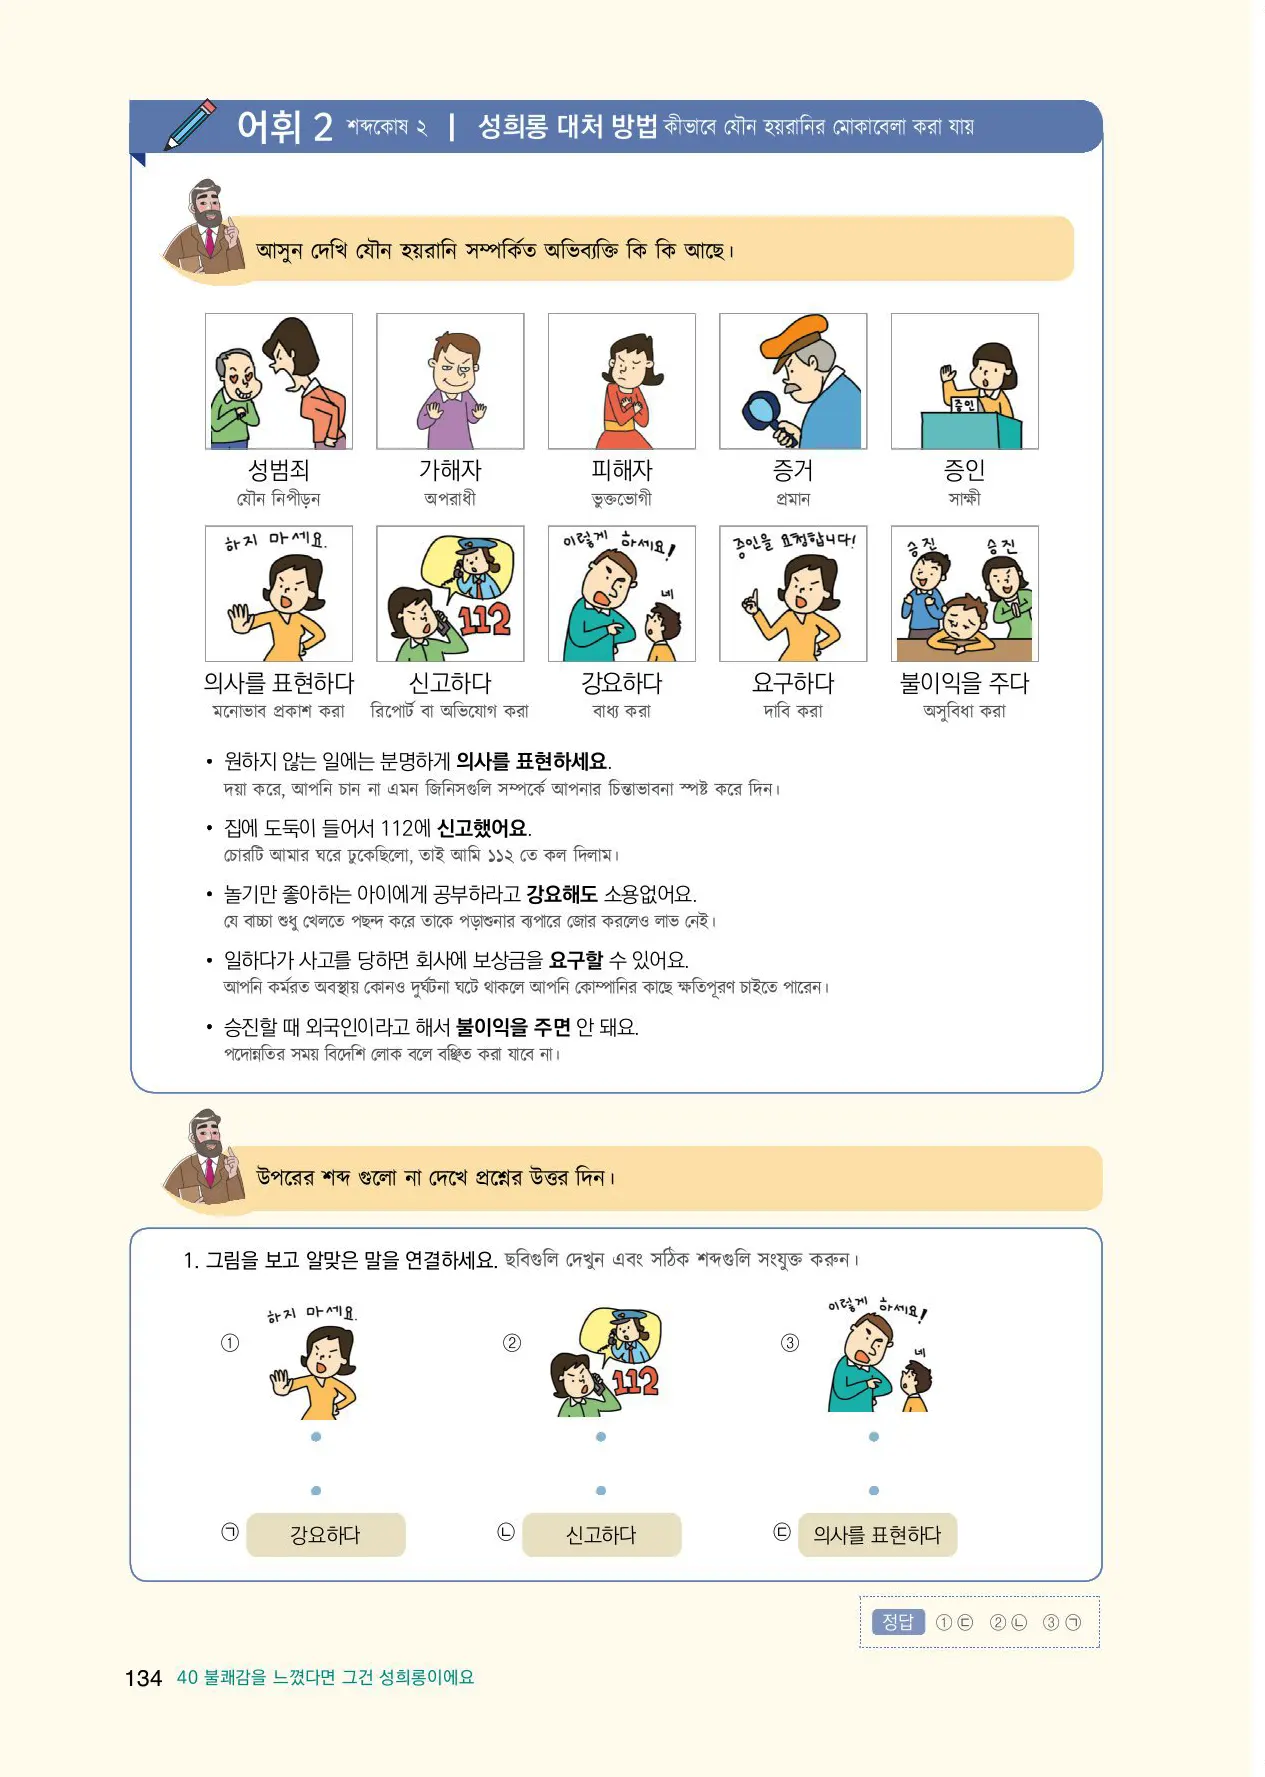 어휘 2 শব্দকোষ ২ | 성희롱 대처 방법 কীভাবে যৌন হয়রানির মোকাবেলা করা যায়
আসুন দেখি যৌন হয়রানি সম্পর্কিত অভিব্যক্তি কি কি আছে।
증인
성범죄 가해자 피해자 증거 증인
যৌন নিপীড়ন অপরাধী ভুক্তভোগী প্রমান সাক্ষী
하지 마세요. 112 이렇게 하세요! 네 증인을 요청합니다! 승진 승진
의사를 표현하다 신고하다 강요하다 요구하다 불이익을 주다
মনোভাব প্রকাশ করা রিপোর্ট বা অভিযোগ করা বাধ্য করা দাবি করা অসুবিধা করা
• 원하지 않는 일에는 분명하게 의사를 표현하세요.
দয়া করে, আপনি চান না এমন জিনিসগুলি সম্পর্কে আপনার চিন্তাভাবনা স্পষ্ট করে দিন।
• 집에 도둑이 들어서 112에 신고했어요.
চোরটি আমার ঘরে ঢুকেছিলো, তাই আমি ১১২ তে কল দিলাম।
• 놀기만 좋아하는 아이에게 공부하라고 강요해도 소용없어요.
যে বাচ্চা শুধু খেলতে পছন্দ করে তাকে পড়াশুনার ব্যপারে জোর করলেও লাভ নেই।
• 일하다가 사고를 당하면 회사에 보상금을 요구할 수 있어요.
আপনি কর্মরত অবস্থায় কোনও দুর্ঘটনা ঘটে থাকলে আপনি কোম্পানির কাছে ক্ষতিপূরণ চাইতে পারেন।
• 승진할 때 외국인이라고 해서 불이익을 주면 안 돼요.
পদোন্নতির সময় বিদেশি লোক বলে বঞ্ছিত করা যাবে না।
উপরের শব্দ গুলো না দেখে প্রশ্নের উত্তর দিন।
1. 그림을 보고 알맞은 말을 연결하세요. ছবিগুলি দেখুন এবং সঠিক শব্দগুলি সংযুক্ত করুন।
① 하지 마세요. ② 112 ③ 이렇게 하세요! 네
㉠ 강요하다 ㉡ 신고하다 ㉢ 의사를 표현하다
정답 ①㉢ ②㉡ ③㉠
134 40 불쾌감을 느꼈다면 그건 성희롱이에요